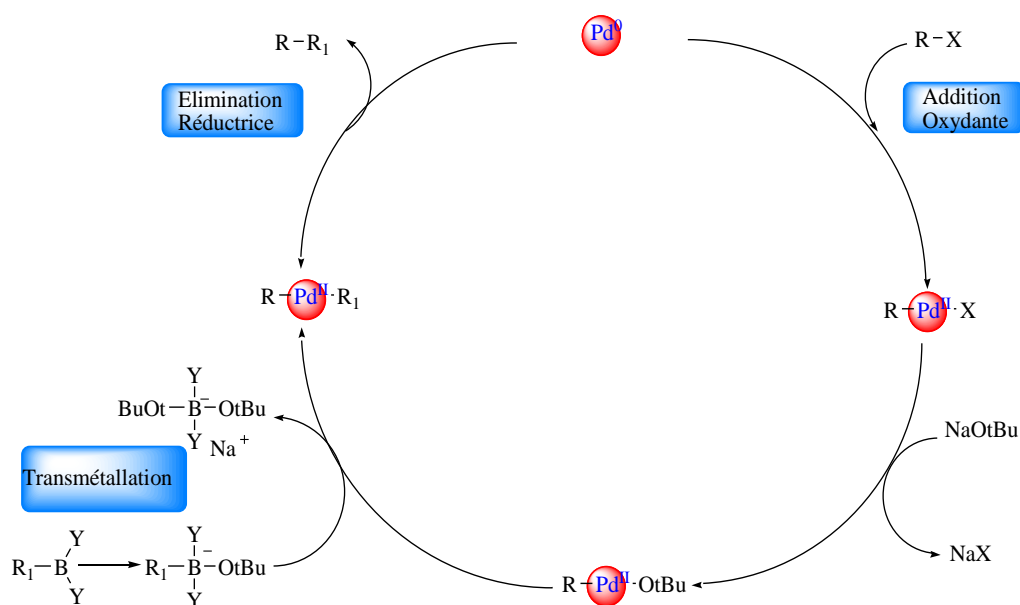 Pd0
R-R1
R-X
Elimination
Réductrice
Addition
Oxydante
R-PdII-R1
R-PdII-X
Y
BuOt-B-OtBu
-
Y
Na+
NaOtBu
Transmétallation
Y
R1-B
Y
Y
R1-B-OtBu
-
Y
NaX
R-PdII-OtBu